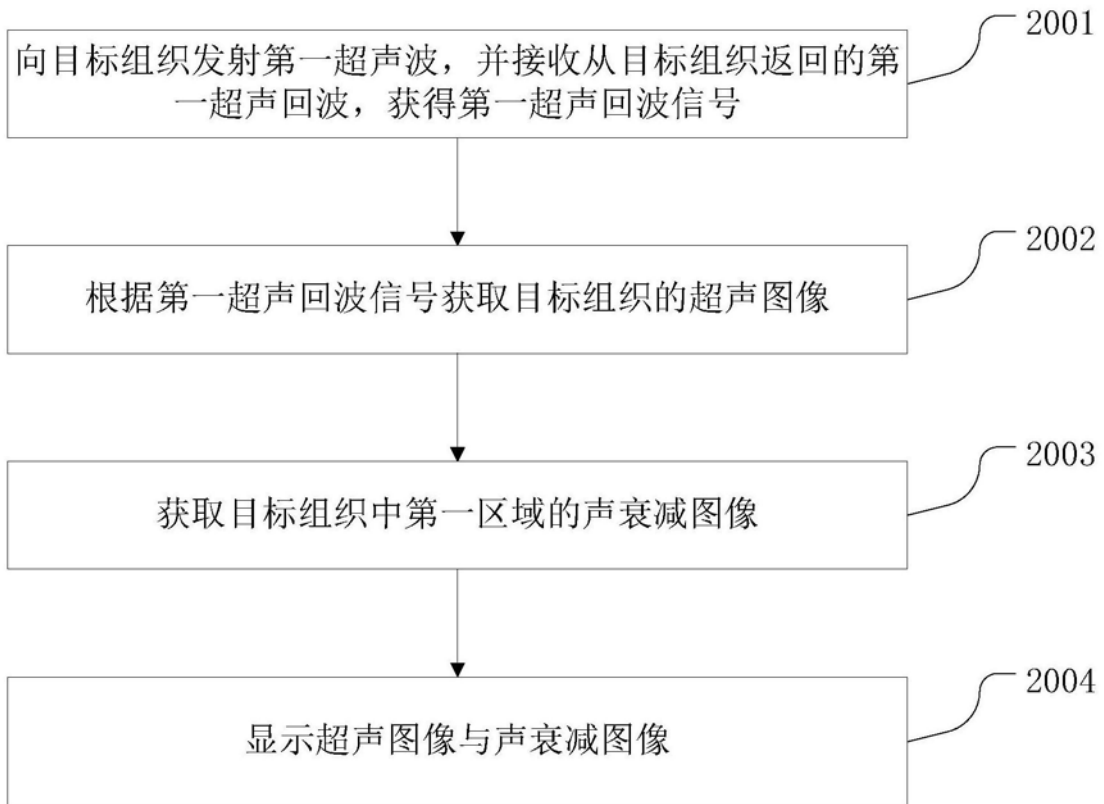 2001
向目标组织发射第一超声波，并接收从目标组织返回的第
一超声回波，获得第一超声回波信号
2002
根据第一超声回波信号获取目标组织的超声图像
2003
获取目标组织中第一区域的声衰减图像
2004
显示超声图像与声衰减图像